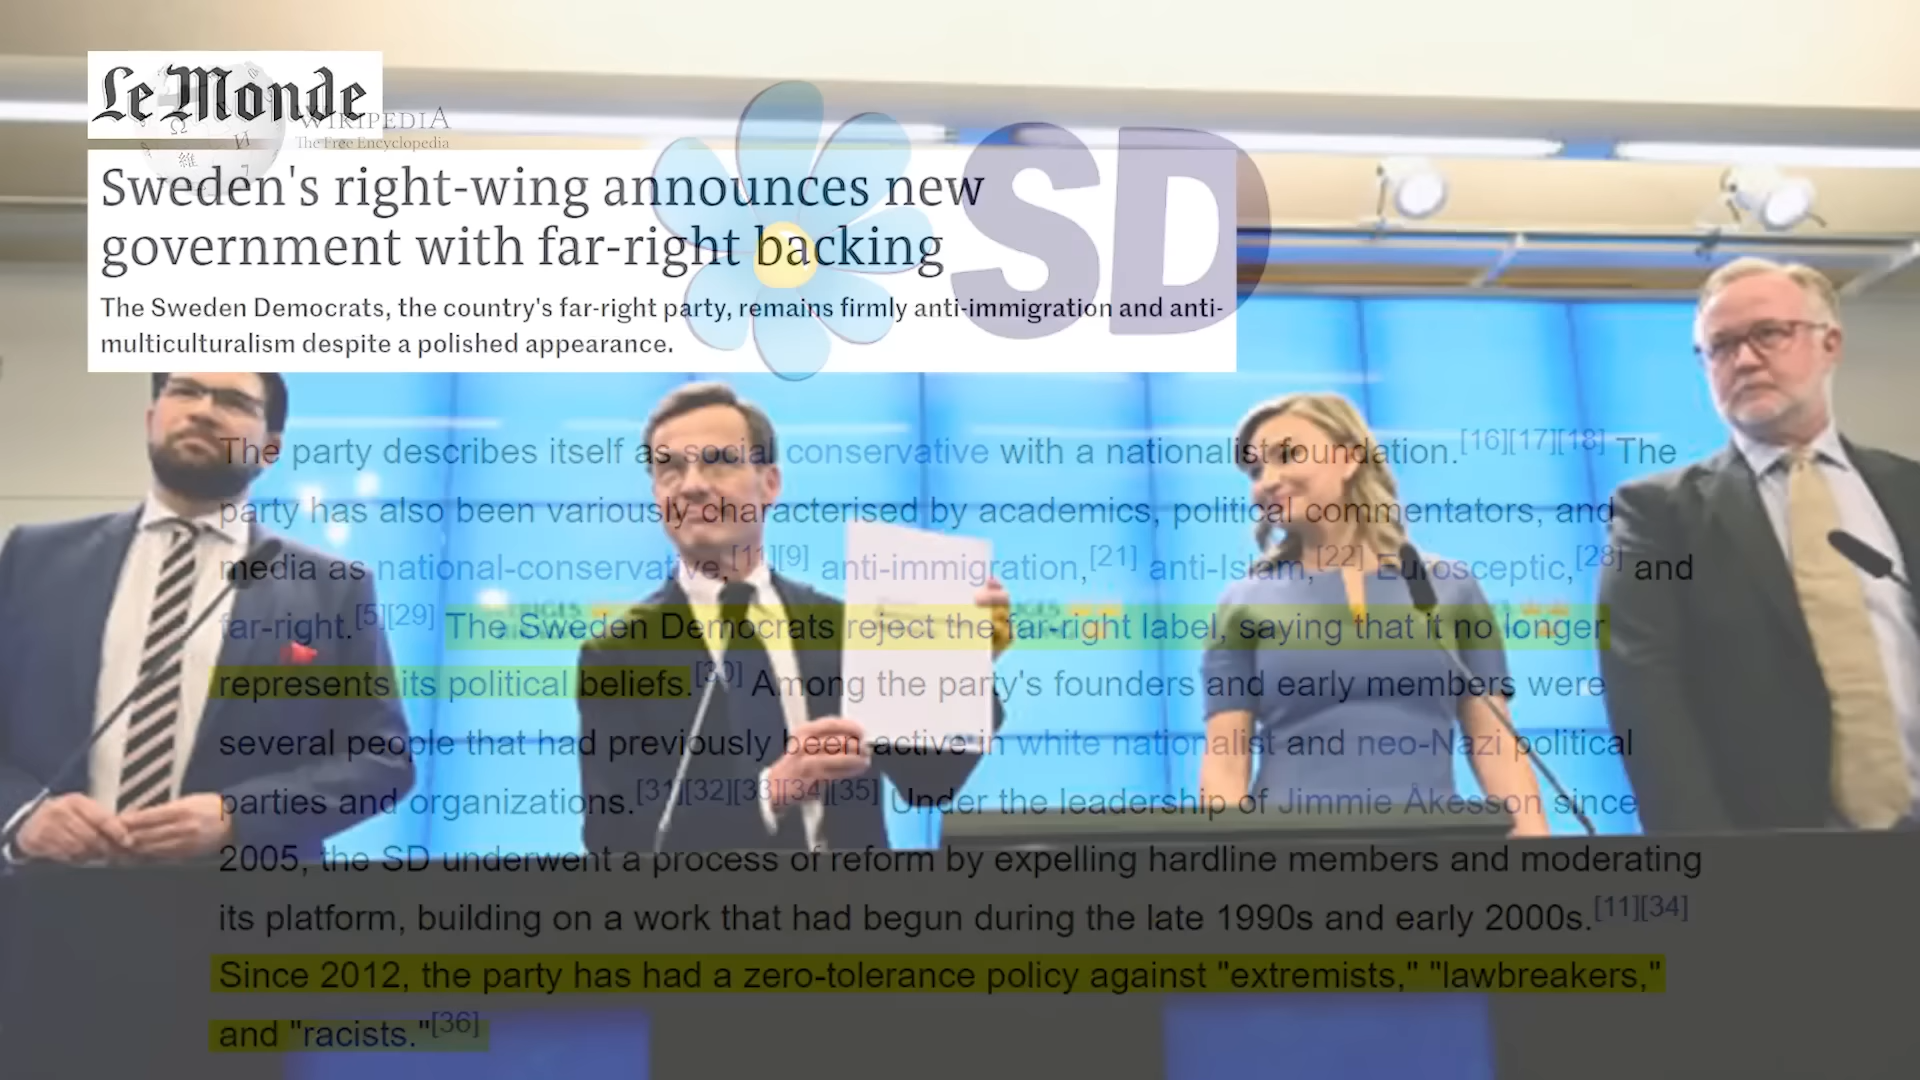 Le Monde
WIKIPEDIA
The Free Encyclopedia
SD
Sweden's right-wing announces new
government with far-right backing
The Sweden Democrats, the country's far-right party, remains firmly anti-immigration and anti-
multiculturalism despite a polished appearance.
The party describes itself as social conservative with a nationalist foundation.[16][17][18] The
party has also been variously characterised by academics, political commentators, and
media as national-conservative,[11][9] anti-immigration,[21] anti-Islam,[22] Eurosceptic,[28] and
far-right.[5][29] The Sweden Democrats reject the far-right label, saying that it no longer
represents its political beliefs.[30] Among the party's founders and early members were
several people that had previously been active in white nationalist and neo-Nazi political
parties and organizations.[31][32][33][34][35] Under the leadership of Jimmie Åkesson since
2005, the SD underwent a process of reform by expelling hardline members and moderating
its platform, building on a work that had begun during the late 1990s and early 2000s.[11][34]
Since 2012, the party has had a zero-tolerance policy against "extremists," "lawbreakers,"
and "racists."[36]